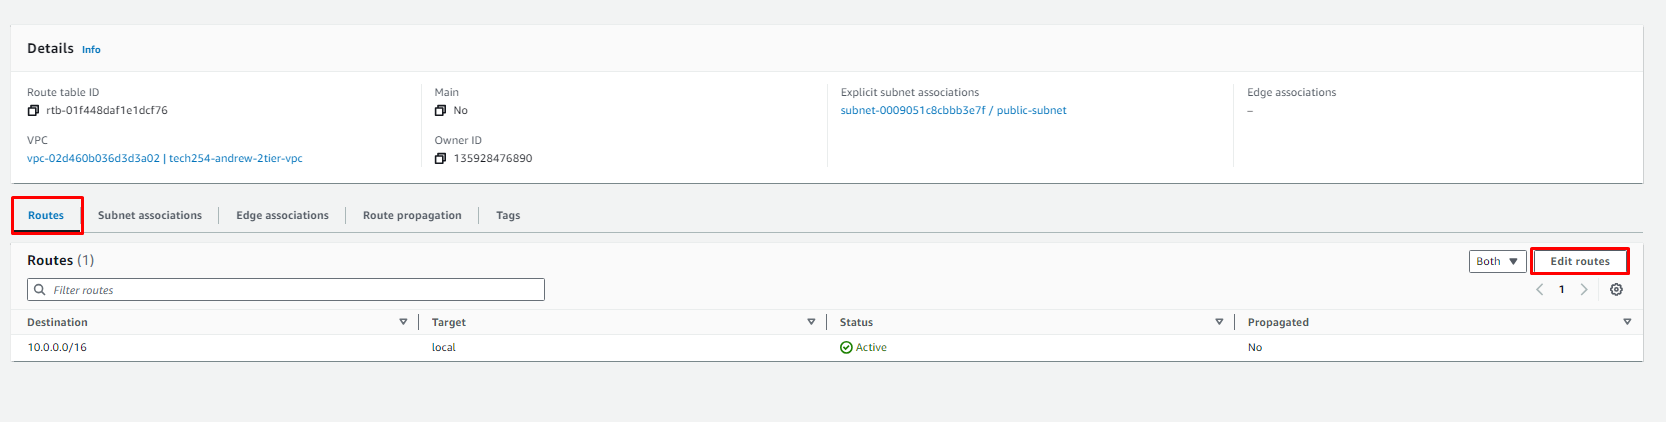 Details Info
Route table ID
rtb-01f448daf1e1dcf76
Main
No
Explicit subnet associations
subnet-0009051c8cbbb3e7f / public-subnet
Edge associations
–
VPC
vpc-02d460b036d3d3a02 | tech254-andrew-2tier-vpc
Owner ID
135928476890
Routes Subnet associations Edge associations Route propagation Tags
Routes (1)
Both Edit routes
Filter routes
1
Destination Target Status Propagated
10.0.0.0/16 local Active No